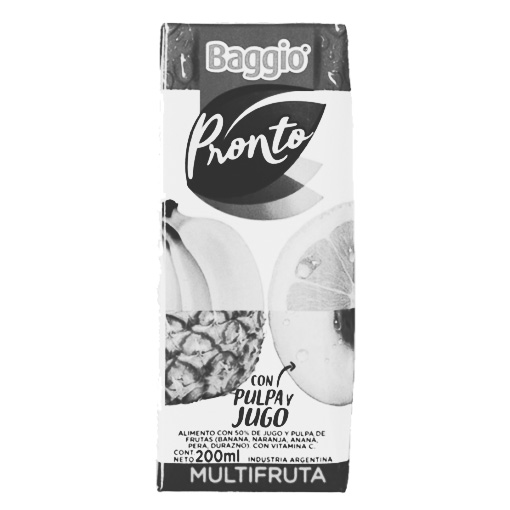 Baggio®
Pronto
CON
PULPA Y
JUGO
ALIMENTO CON 50% DE JUGO Y PULPA DE
FRUTAS (BANANA, NARANJA, ANANÁ,
PERA, DURAZNO). CON VITAMINA C.
CONT.
NETO 200ml INDUSTRIA ARGENTINA
MULTIFRUTA